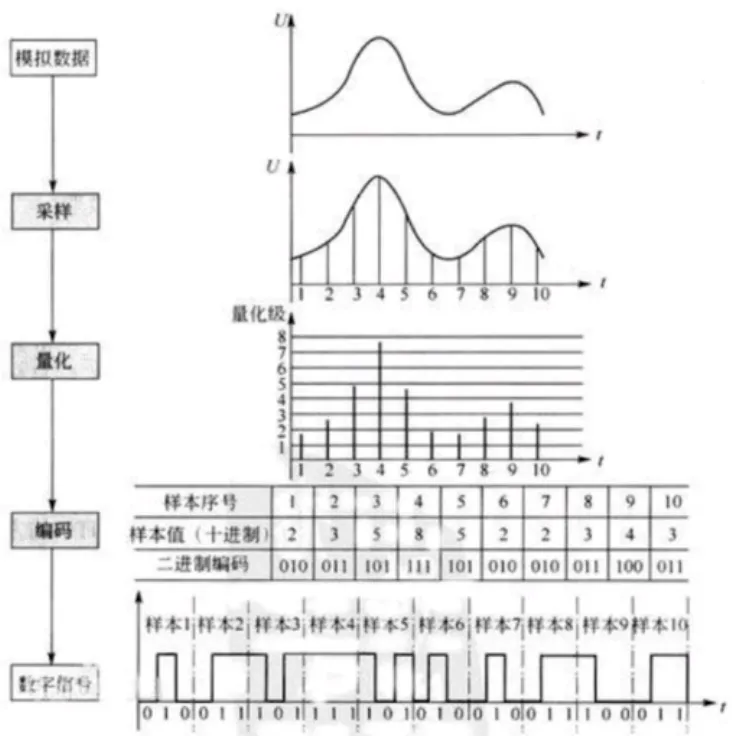 模拟数据
U
t
采样
U
t
1 2 3 4 5 6 7 8 9 10
量化
量化级
8
7
6
5
4
3
2
1
1 2 3 4 5 6 7 8 9 10
t
编码
样本序号 1 2 3 4 5 6 7 8 9 10
样本值（十进制） 2 3 5 8 5 2 2 3 4 3
二进制编码 010 011 101 111 101 010 010 011 100 011
样本1 样本2 样本3 样本4 样本5 样本6 样本7 样本8 样本9 样本10
数字信号
t
0 1 0 0 1 1 1 0 1 1 1 1 1 0 1 0 1 0 0 1 0 0 1 1 1 0 0 0 1 1